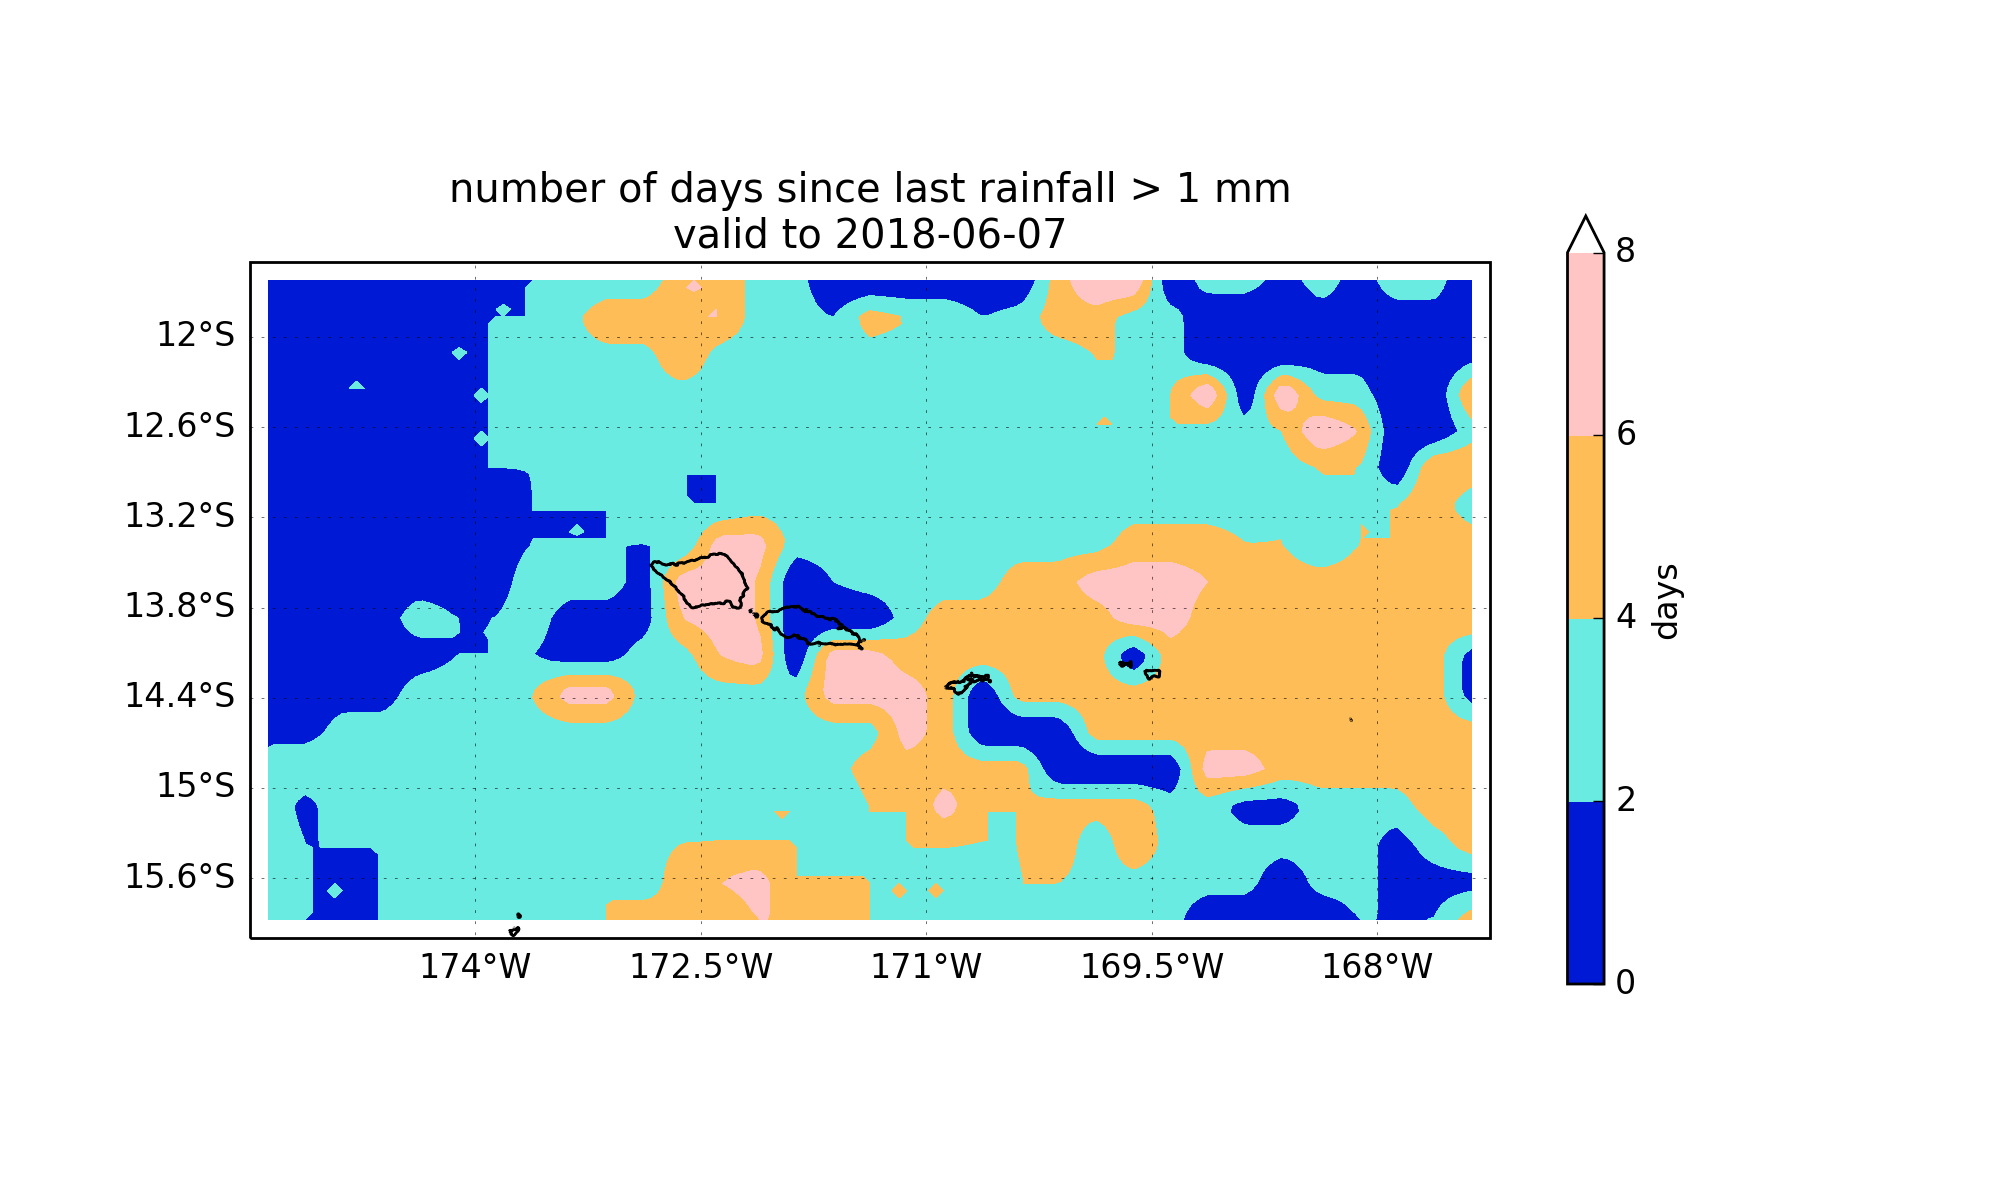 number of days since last rainfall > 1 mm
valid to 2018-06-07
12°S
12.6°S
13.2°S
13.8°S
14.4°S
15°S
15.6°S
174°W 172.5°W 171°W 169.5°W 168°W
8
6
4
2
0
days